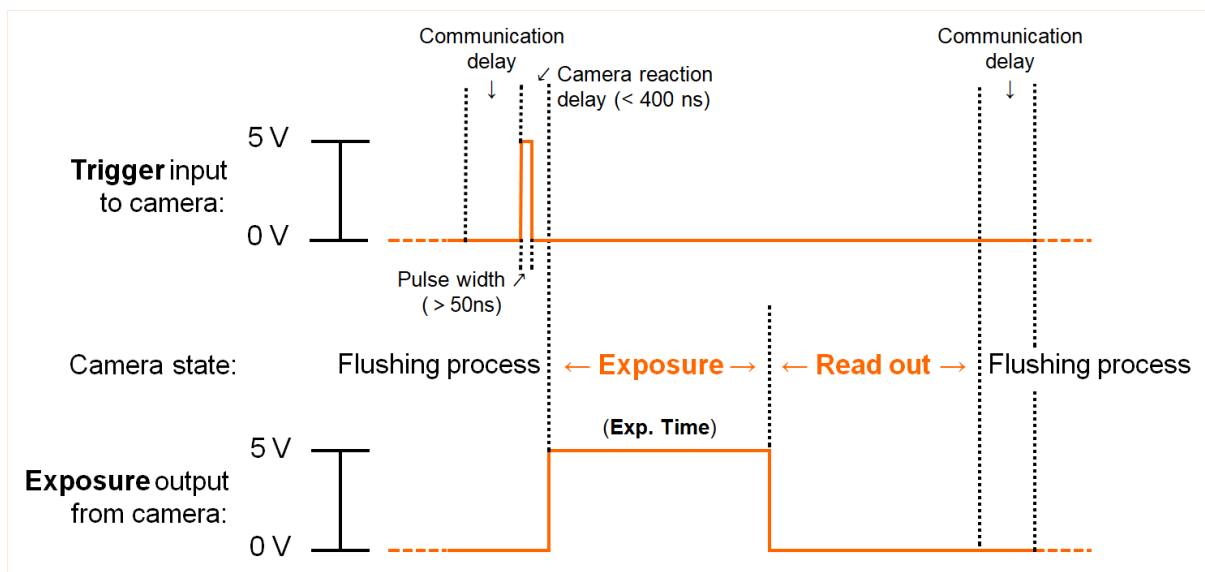 Communication
delay
↓
↙ Camera reaction
delay (< 400 ns)
Communication
delay
↓
5 V
Trigger input
to camera:
0 V
Pulse width ↗
( > 50ns)
Camera state:
Flushing process
← Exposure →
← Read out →
Flushing process
(Exp. Time)
5 V
Exposure output
from camera:
0 V